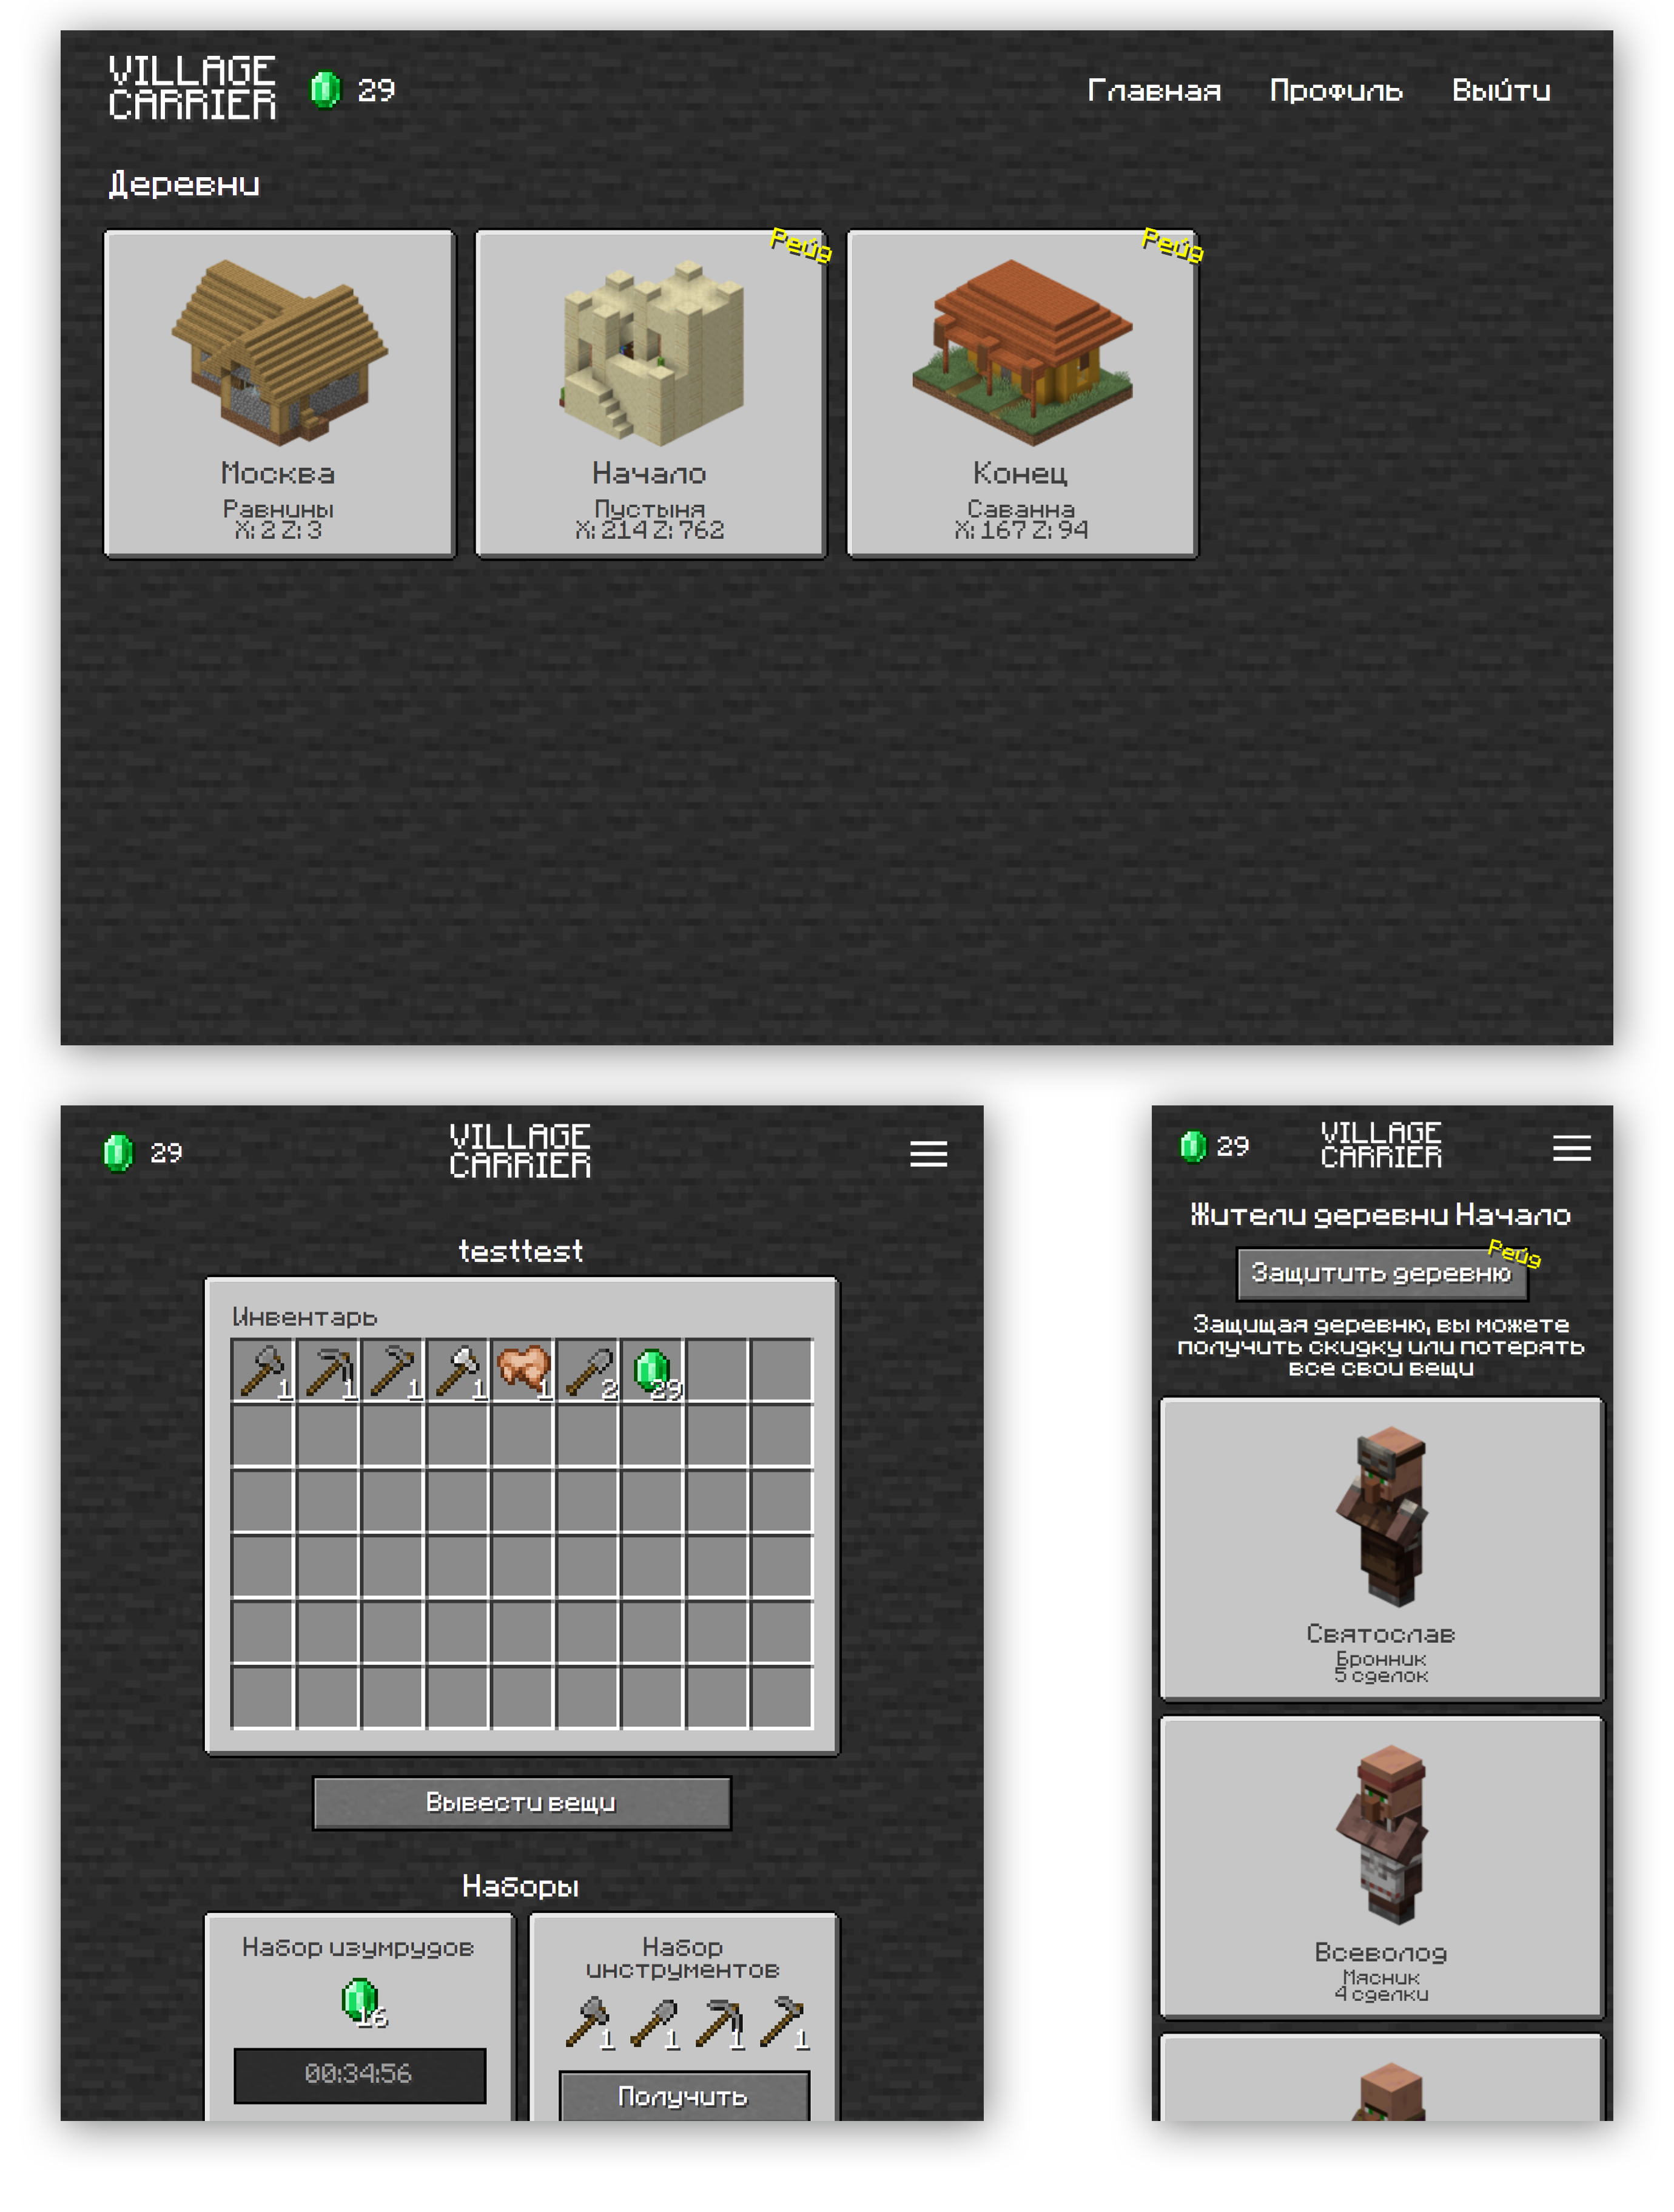 VILLAGE
CARRIER
29
Главная
Профиль
Выйти
Деревни
Москва
Равнины
X: 2 Z: 3
Рейд
Начало
Пустыня
X: 214 Z: 762
Рейд
Конец
Саванна
X: 167 Z: 94
29
VILLAGE
CARRIER
testtest
Инвентарь
1
1
1
1
1
2
29
Вывести вещи
Наборы
Набор изумрудов
16
00:34:56
Набор
инструментов
1
1
1
1
Получить
29
VILLAGE
CARRIER
Жители деревни Начало
Рейд
Защитить деревню
Защищая деревню, вы можете
получить скидку или потерять
все свои вещи
Святослав
Бронник
5 сделок
Всеволод
Мясник
4 сделки